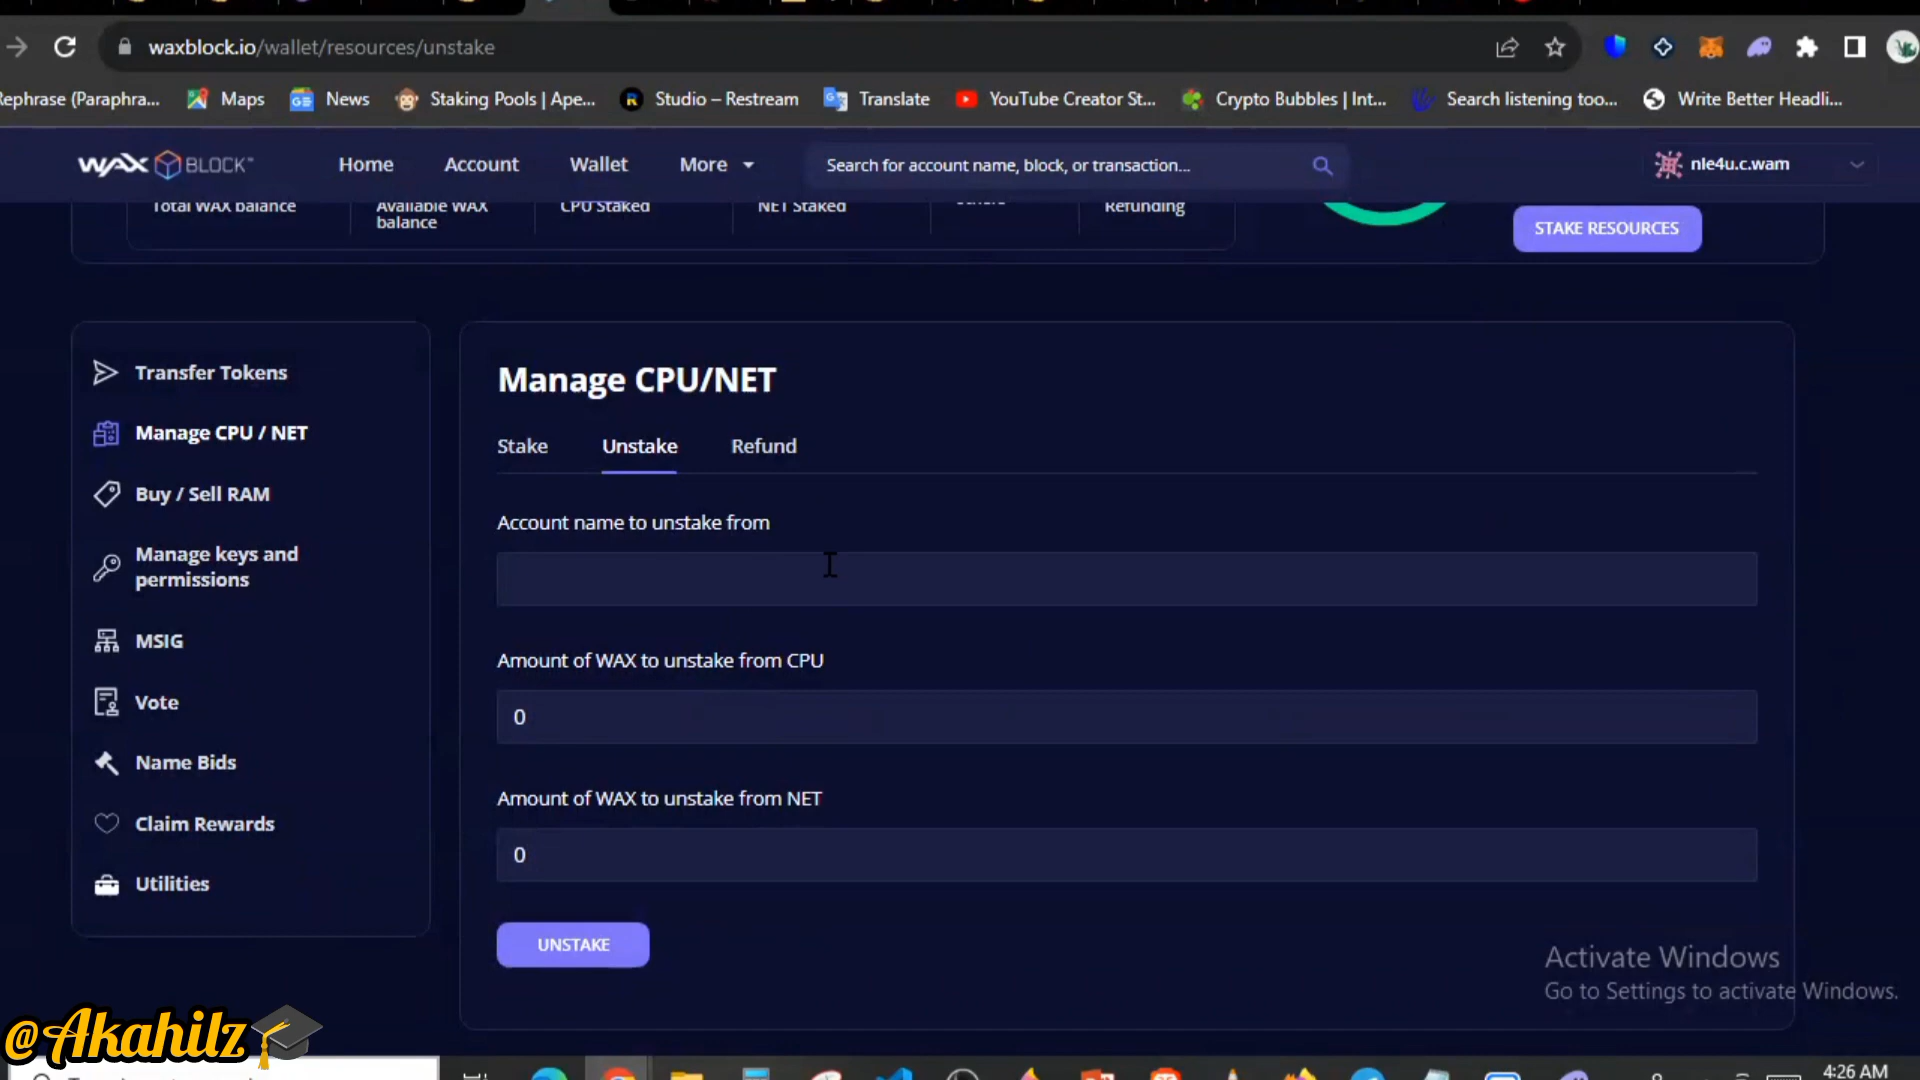 waxblock.io/wallet/resources/unstake
Rephrase (Paraphra... Maps News Staking Pools | Ape... Studio – Restream Translate YouTube Creator St... Crypto Bubbles | Int... Search listening too... Write Better Headli...
WAX BLOCK Home Account Wallet More Search for account name, block, or transaction... nle4u.c.wam
Total WAX balance Available WAX balance CPU Staked NET Staked others Refunding
STAKE RESOURCES
Transfer Tokens
Manage CPU / NET
Buy / Sell RAM
Manage keys and
permissions
MSIG
Vote
Name Bids
Claim Rewards
Utilities
Manage CPU/NET
Stake Unstake Refund
Account name to unstake from
Amount of WAX to unstake from CPU
0
Amount of WAX to unstake from NET
0
UNSTAKE
Activate Windows
Go to Settings to activate Windows.
@Akahilz
4:26 AM